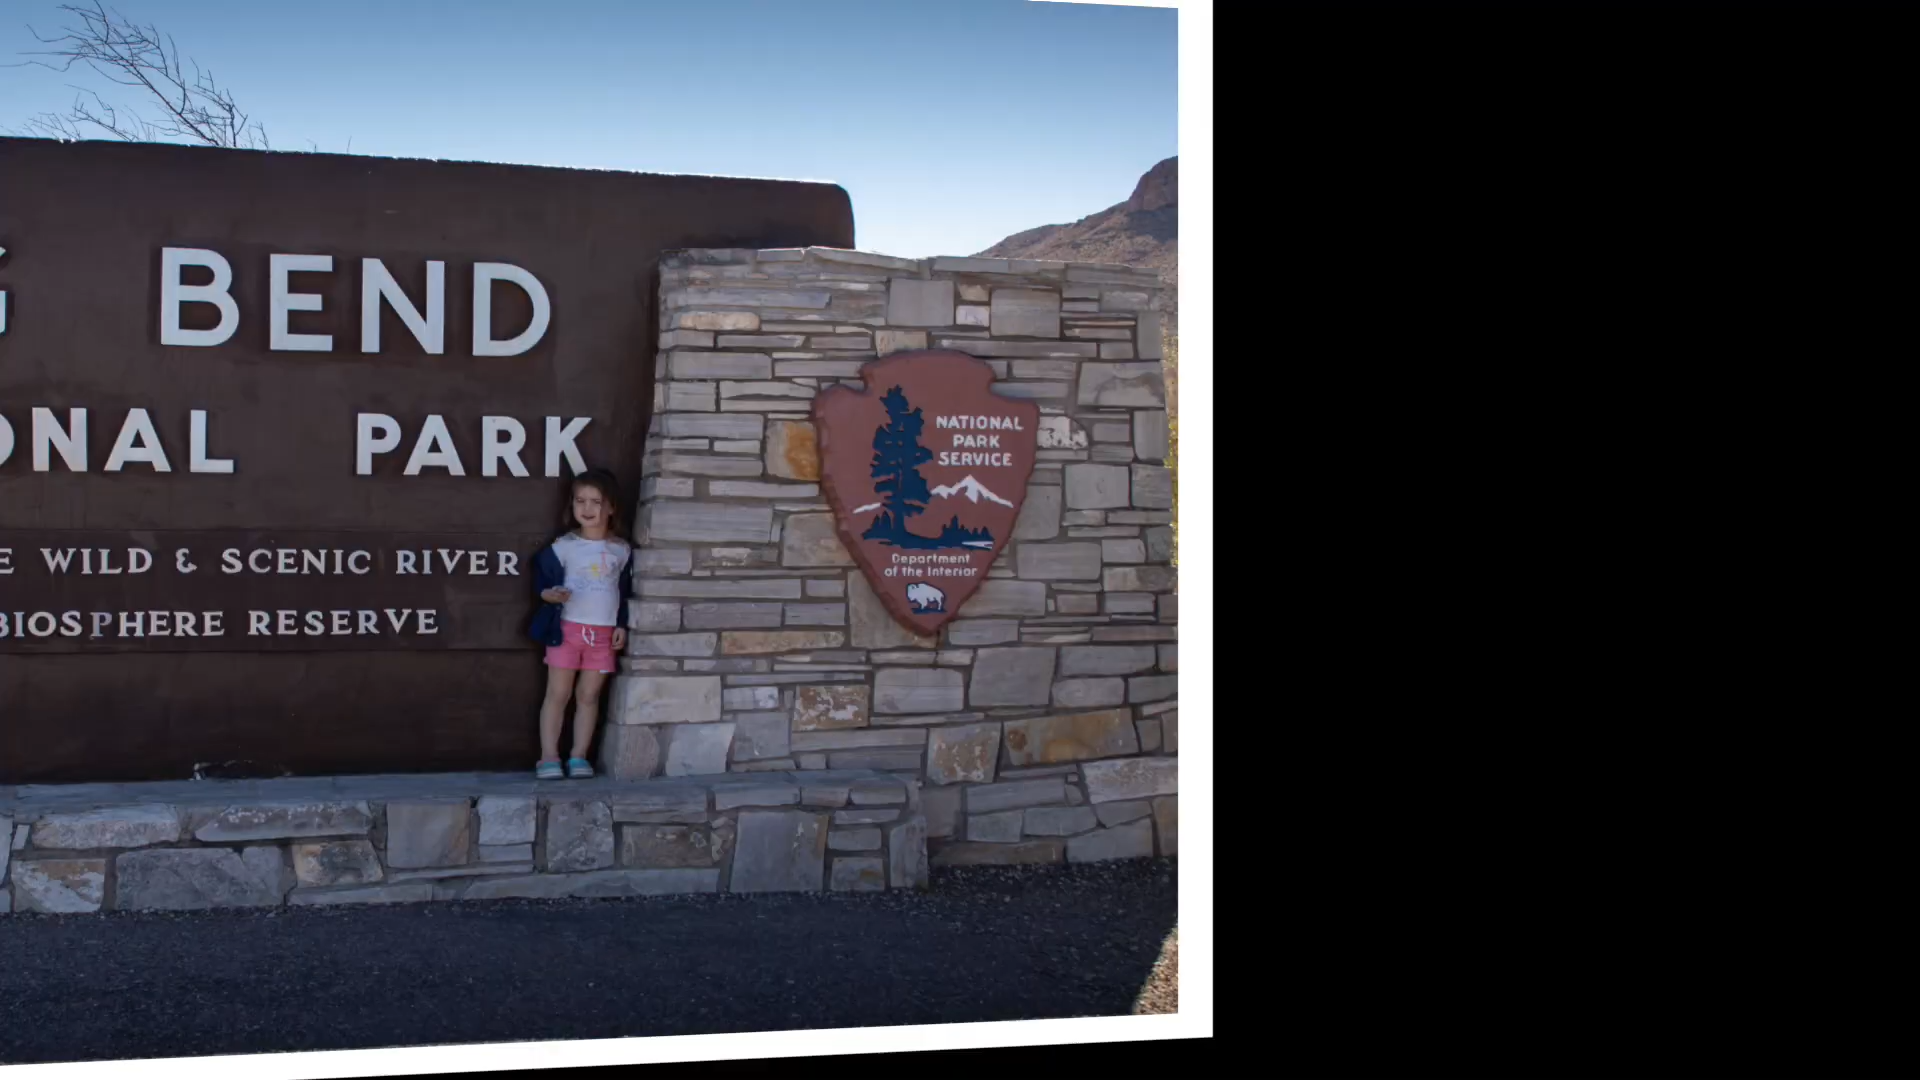 G BEND
ONAL PARK
E WILD & SCENIC RIVER
BIOSPHERE RESERVE
NATIONAL
PARK
SERVICE
Department
of the Interior